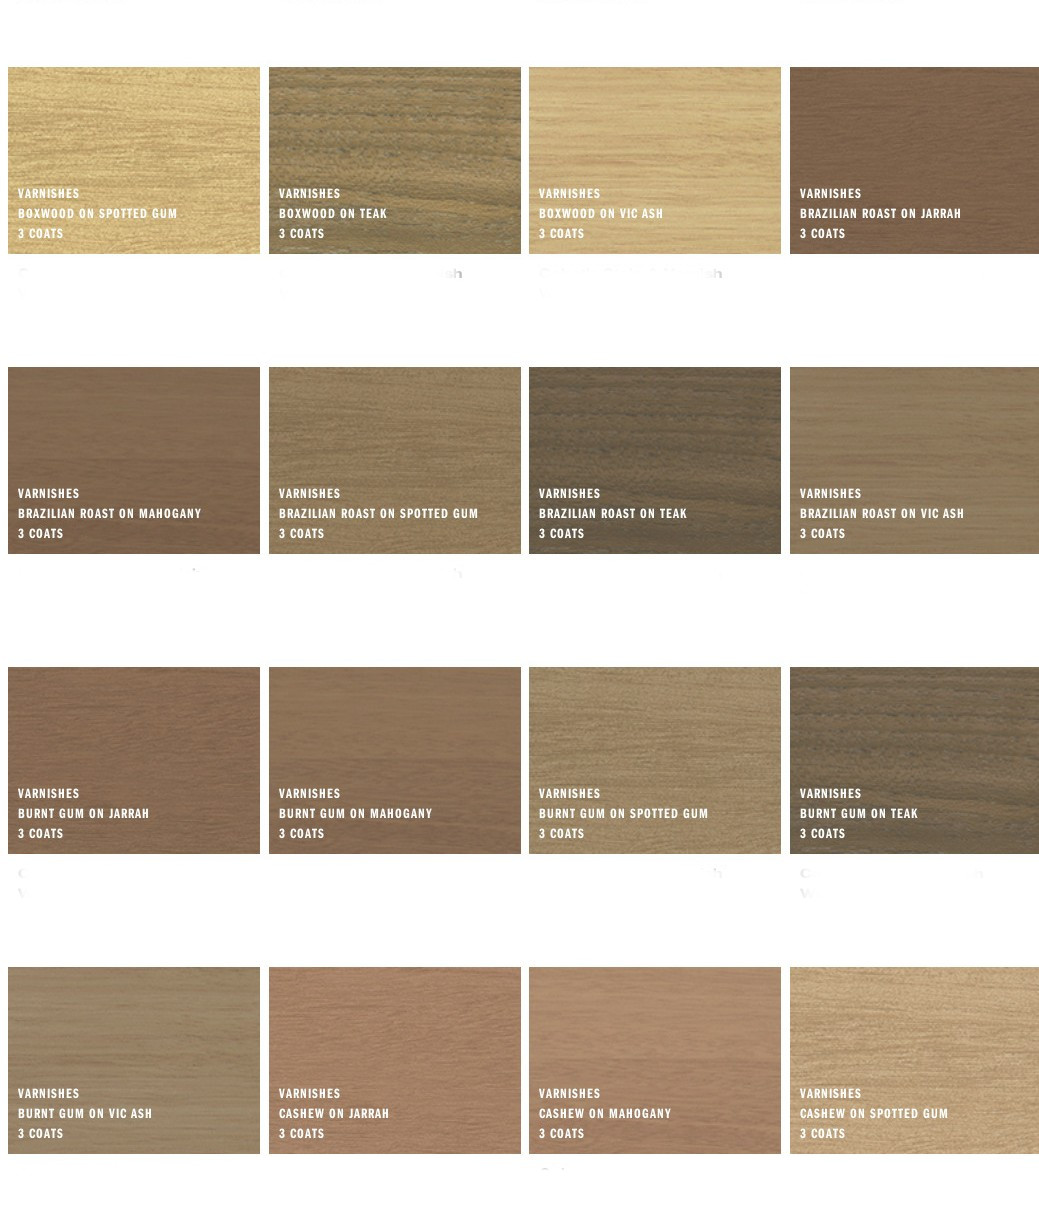 VARNISHES
BOXWOOD ON SPOTTED GUM
3 COATS
VARNISHES
BOXWOOD ON TEAK
3 COATS
VARNISHES
BOXWOOD ON VIC ASH
3 COATS
VARNISHES
BRAZILIAN ROAST ON JARRAH
3 COATS
VARNISHES
BRAZILIAN ROAST ON MAHOGANY
3 COATS
VARNISHES
BRAZILIAN ROAST ON SPOTTED GUM
3 COATS
VARNISHES
BRAZILIAN ROAST ON TEAK
3 COATS
VARNISHES
BRAZILIAN ROAST ON VIC ASH
3 COATS
VARNISHES
BURNT GUM ON JARRAH
3 COATS
VARNISHES
BURNT GUM ON MAHOGANY
3 COATS
VARNISHES
BURNT GUM ON SPOTTED GUM
3 COATS
VARNISHES
BURNT GUM ON TEAK
3 COATS
VARNISHES
BURNT GUM ON VIC ASH
3 COATS
VARNISHES
CASHEW ON JARRAH
3 COATS
VARNISHES
CASHEW ON MAHOGANY
3 COATS
VARNISHES
CASHEW ON SPOTTED GUM
3 COATS